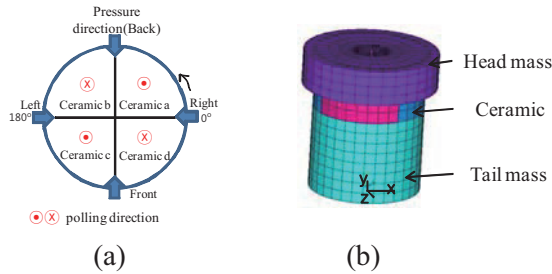 Pressure
direction(Back)
X
Ceramic b
Ceramic a
Left
180°
Right
0°
Ceramic c
X
Ceramic d
Front
X polling direction
(a)
Head mass
Ceramic
Tail mass
y
x
z
(b)